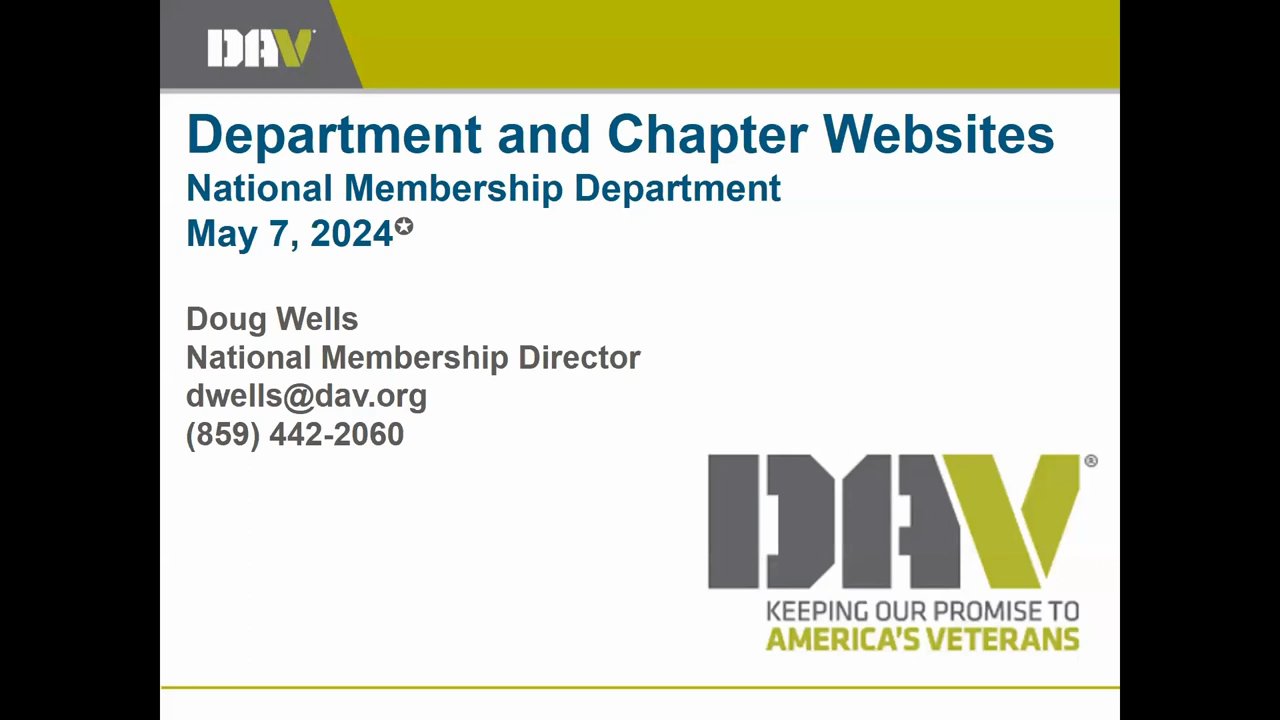 DAV
Department and Chapter Websites
National Membership Department
May 7, 2024✪
Doug Wells
National Membership Director
dwells@dav.org
(859) 442-2060
DAV®
KEEPING OUR PROMISE TO
AMERICA'S VETERANS